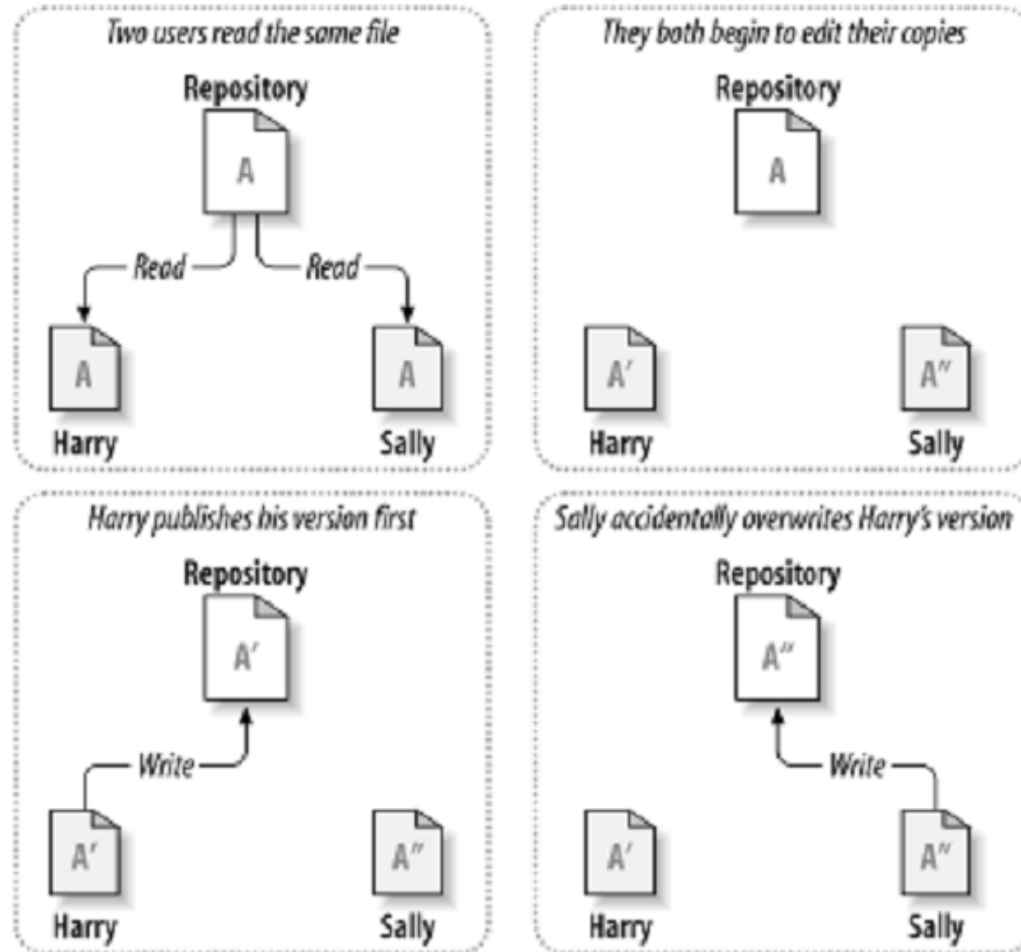 Two users read the same file
Repository
A
Read
Read
A
A
Harry
Sally
They both begin to edit their copies
Repository
A
A'
A"
Harry
Sally
Harry publishes his version first
Repository
A'
Write
A'
A"
Harry
Sally
Sally accidentally overwrites Harry's version
Repository
A"
Write
A'
A"
Harry
Sally